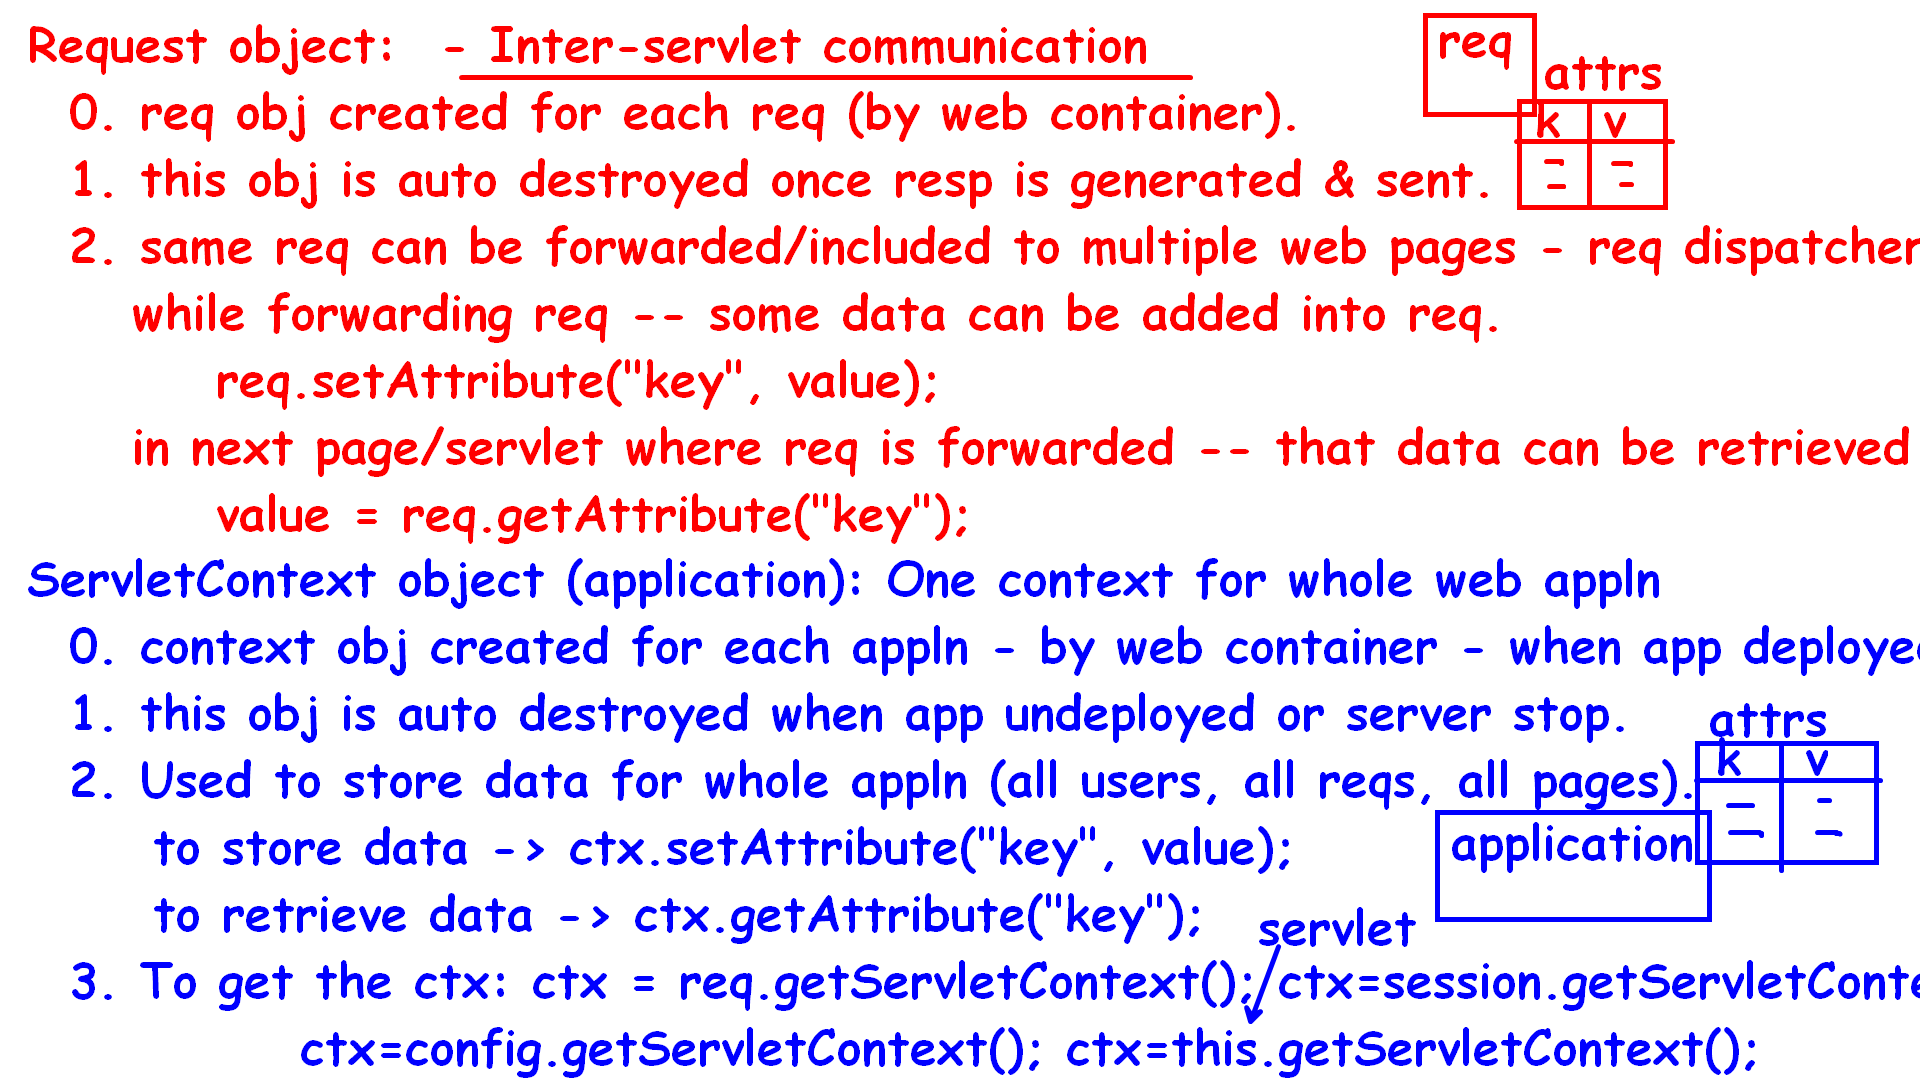 Request object: - Inter-servlet communication
req
attrs
k v
0. req obj created for each req (by web container).
1. this obj is auto destroyed once resp is generated & sent.
2. same req can be forwarded/included to multiple web pages - req dispatcher
while forwarding req -- some data can be added into req.
req.setAttribute("key", value);
in next page/servlet where req is forwarded -- that data can be retrieved
value = req.getAttribute("key");
ServletContext object (application): One context for whole web appln
0. context obj created for each appln - by web container - when app deployed
1. this obj is auto destroyed when app undeployed or server stop.
attrs
k v
2. Used to store data for whole appln (all users, all reqs, all pages).
to store data -> ctx.setAttribute("key", value);
application
to retrieve data -> ctx.getAttribute("key");
servlet
3. To get the ctx: ctx = req.getServletContext(); ctx=session.getServletConte
ctx=config.getServletContext(); ctx=this.getServletContext();